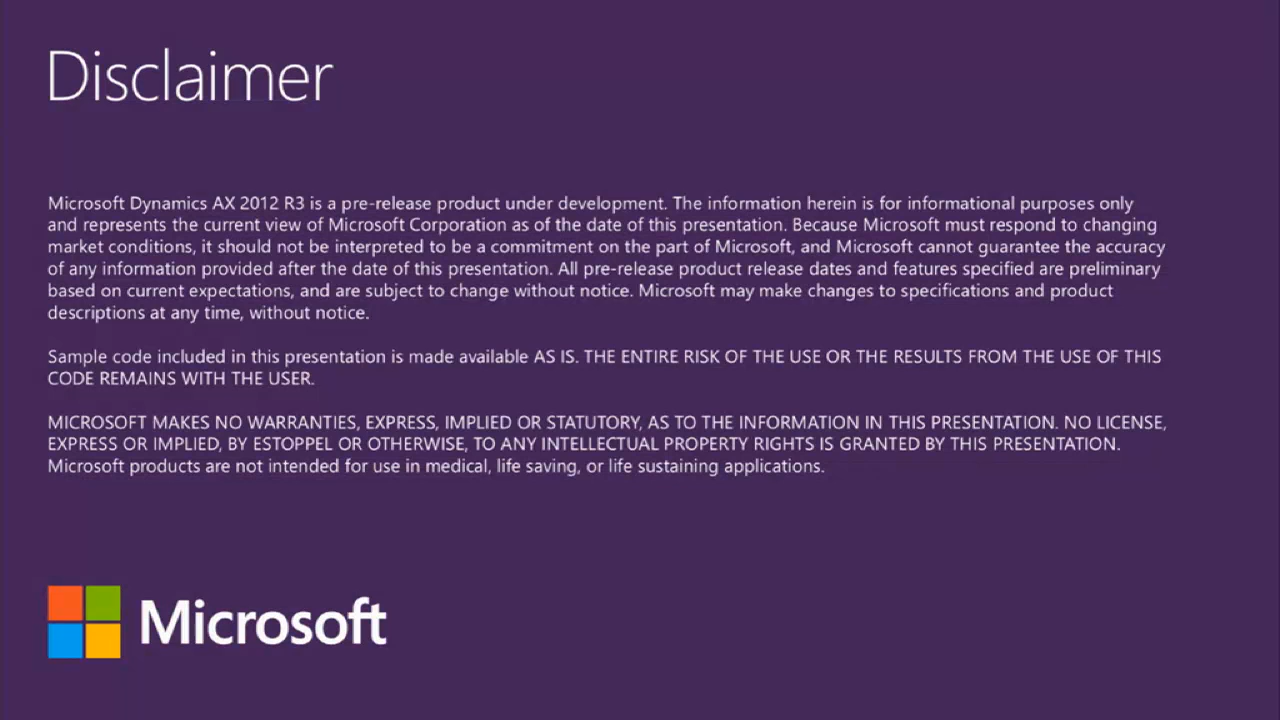 Disclaimer
Microsoft Dynamics AX 2012 R3 is a pre-release product under development. The information herein is for informational purposes only
and represents the current view of Microsoft Corporation as of the date of this presentation. Because Microsoft must respond to changing
market conditions, it should not be interpreted to be a commitment on the part of Microsoft, and Microsoft cannot guarantee the accuracy
of any information provided after the date of this presentation. All pre-release product release dates and features specified are preliminary
based on current expectations, and are subject to change without notice. Microsoft may make changes to specifications and product
descriptions at any time, without notice.
Sample code included in this presentation is made available AS IS. THE ENTIRE RISK OF THE USE OR THE RESULTS FROM THE USE OF THIS
CODE REMAINS WITH THE USER.
MICROSOFT MAKES NO WARRANTIES, EXPRESS, IMPLIED OR STATUTORY, AS TO THE INFORMATION IN THIS PRESENTATION. NO LICENSE,
EXPRESS OR IMPLIED, BY ESTOPPEL OR OTHERWISE, TO ANY INTELLECTUAL PROPERTY RIGHTS IS GRANTED BY THIS PRESENTATION.
Microsoft products are not intended for use in medical, life saving, or life sustaining applications.
Microsoft